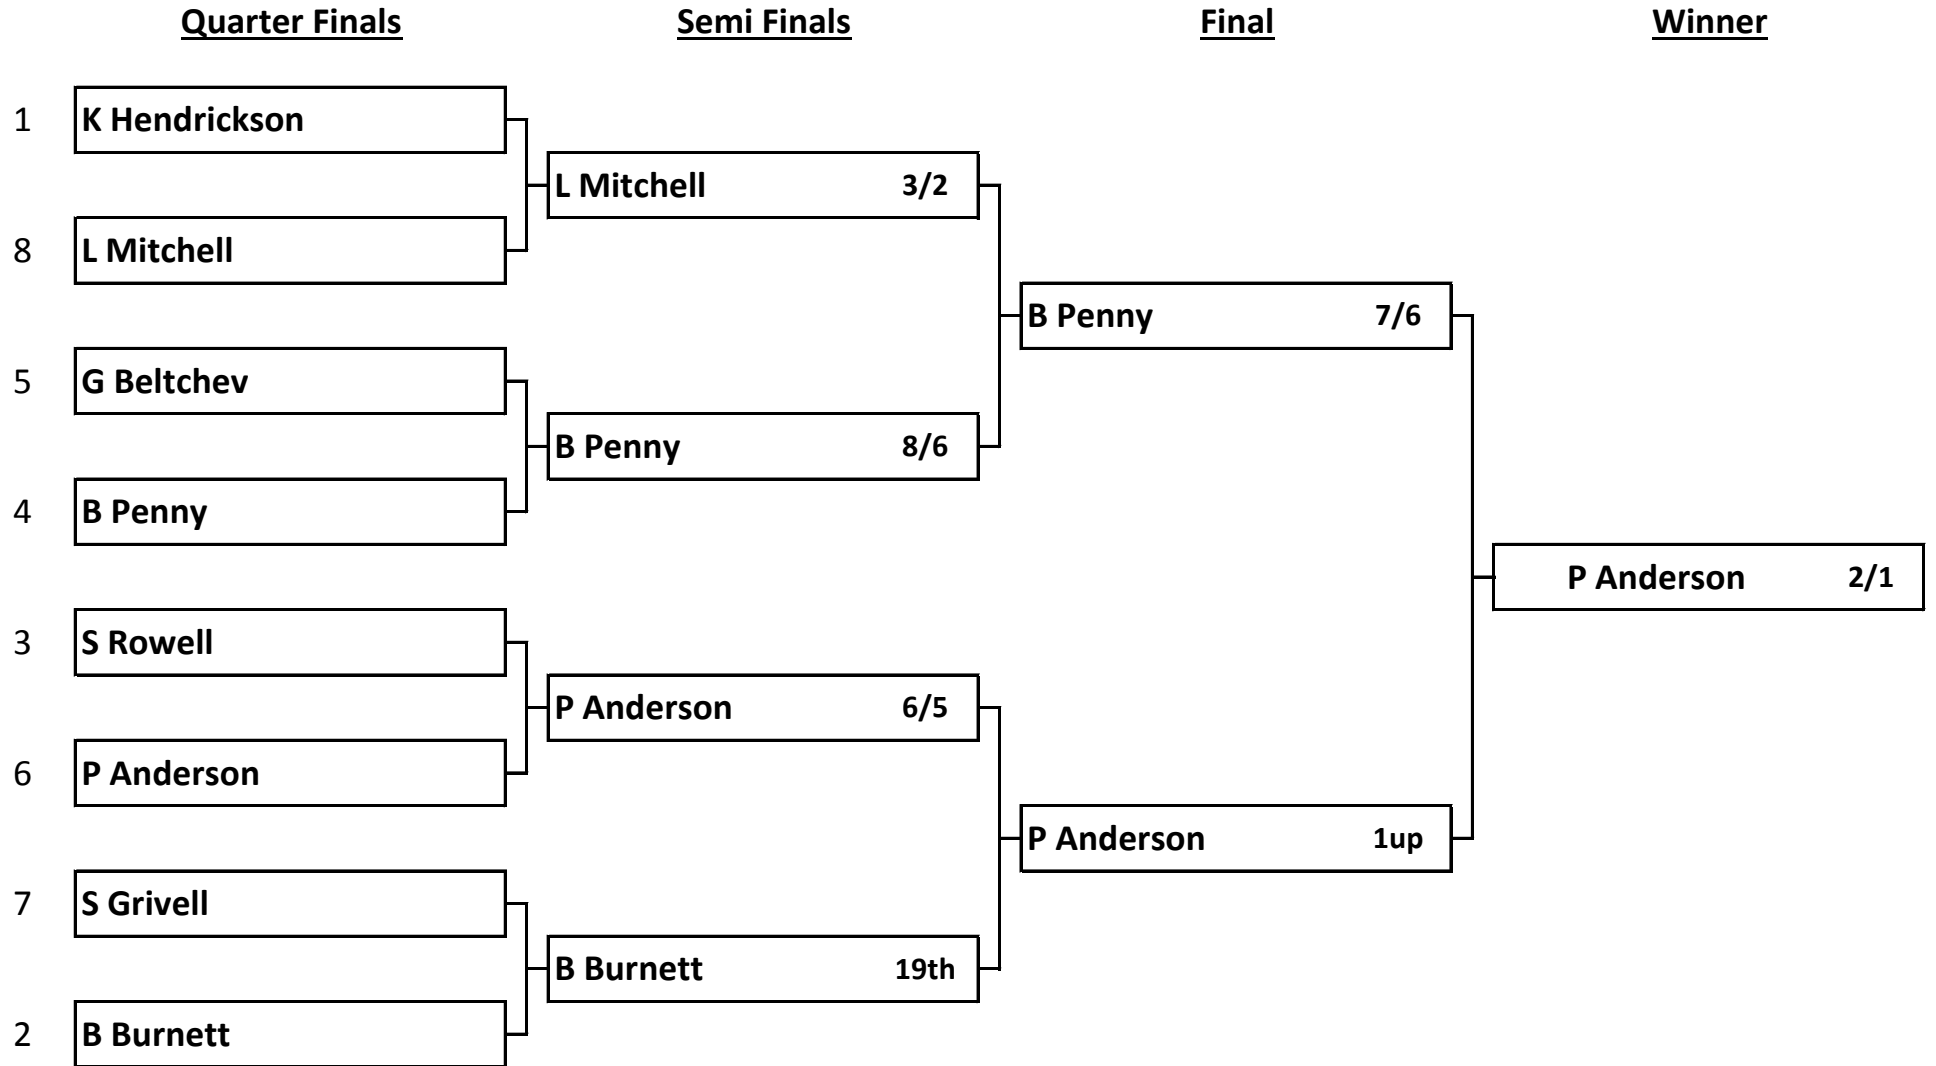 Quarter Finals Semi Finals Final Winner
1 K Hendrickson
L Mitchell 3/2
8 L Mitchell
B Penny 7/6
5 G Beltchev
B Penny 8/6
4 B Penny
P Anderson 2/1
3 S Rowell
P Anderson 6/5
6 P Anderson
P Anderson 1up
7 S Grivell
B Burnett 19th
2 B Burnett